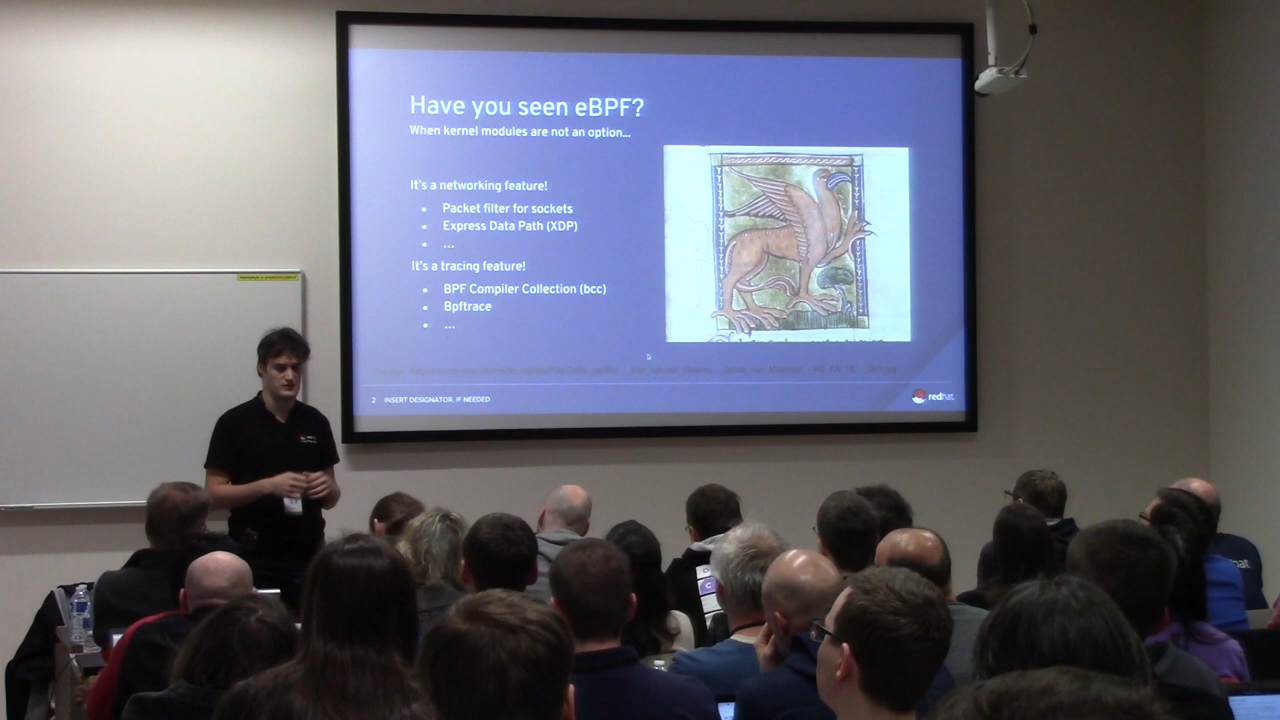 Have you seen eBPF?
When kernel modules are not an option...
It's a networking feature!
• Packet filter for sockets
• Express Data Path (XDP)
• ...
It's a tracing feature!
• BPF Compiler Collection (bcc)
• Bpftrace
• ...
2 INSERT DESIGNATOR, IF NEEDED
redhat.